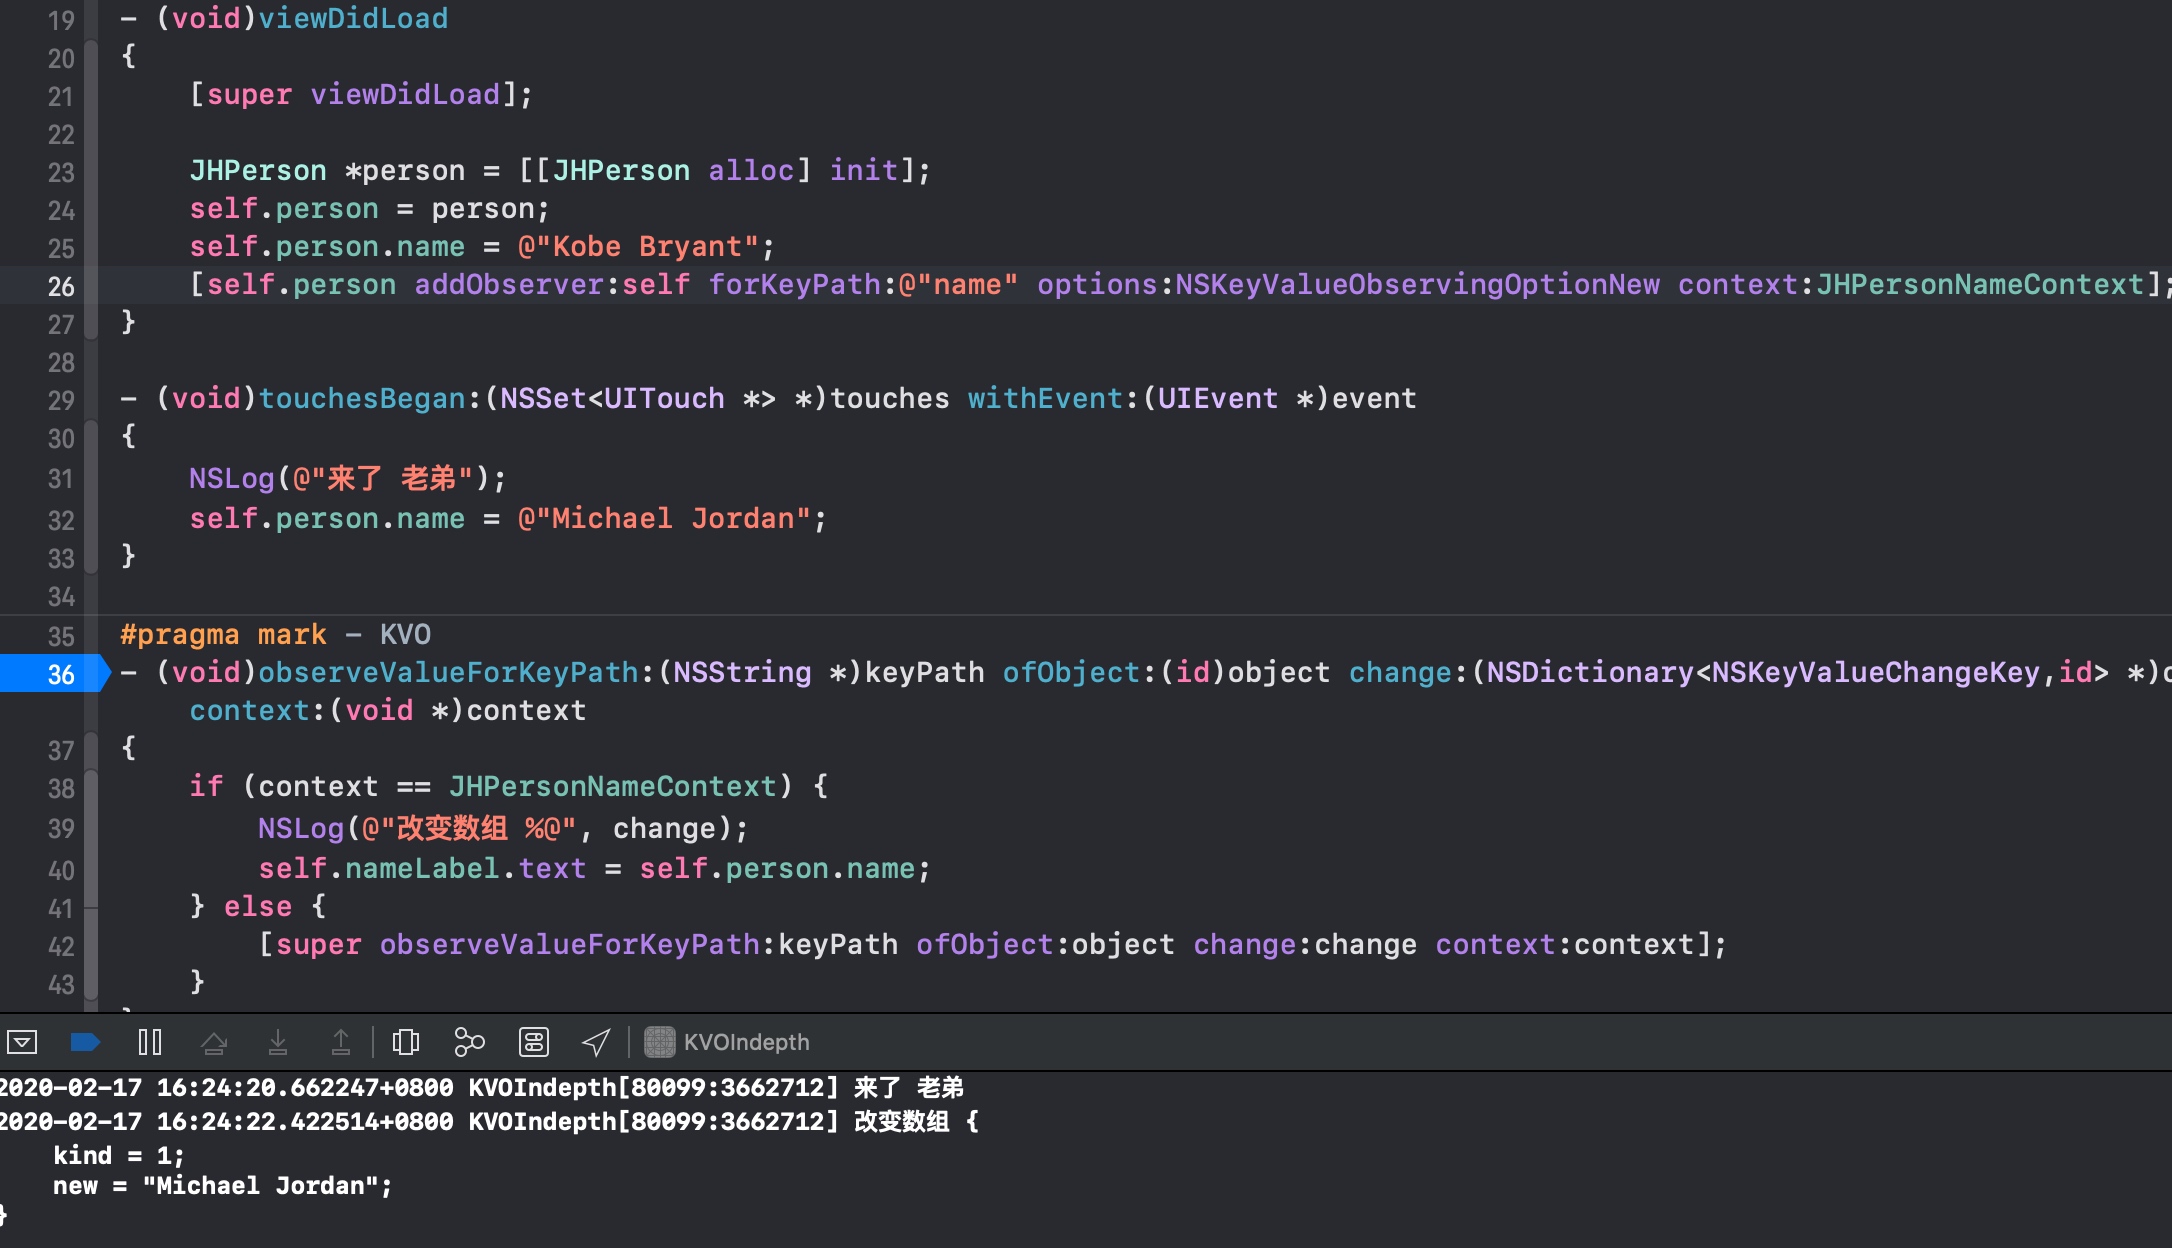 19 - (void)viewDidLoad
20 {
21     [super viewDidLoad];
22
23     JHPerson *person = [[JHPerson alloc] init];
24     self.person = person;
25     self.person.name = @"Kobe Bryant";
26     [self.person addObserver:self forKeyPath:@"name" options:NSKeyValueObservingOptionNew context:JHPersonNameContext];
27 }
28
29 - (void)touchesBegan:(NSSet<UITouch *> *)touches withEvent:(UIEvent *)event
30 {
31     NSLog(@"来了 老弟");
32     self.person.name = @"Michael Jordan";
33 }
34
35 #pragma mark - KVO
36 - (void)observeValueForKeyPath:(NSString *)keyPath ofObject:(id)object change:(NSDictionary<NSKeyValueChangeKey,id> *)c
    context:(void *)context
37 {
38     if (context == JHPersonNameContext) {
39         NSLog(@"改变数组 %@", change);
40         self.nameLabel.text = self.person.name;
41     } else {
42         [super observeValueForKeyPath:keyPath ofObject:object change:change context:context];
43     }
KVOIndepth
2020-02-17 16:24:20.662247+0800 KVOIndepth[80099:3662712] 来了 老弟
2020-02-17 16:24:22.422514+0800 KVOIndepth[80099:3662712] 改变数组 {
    kind = 1;
    new = "Michael Jordan";
}